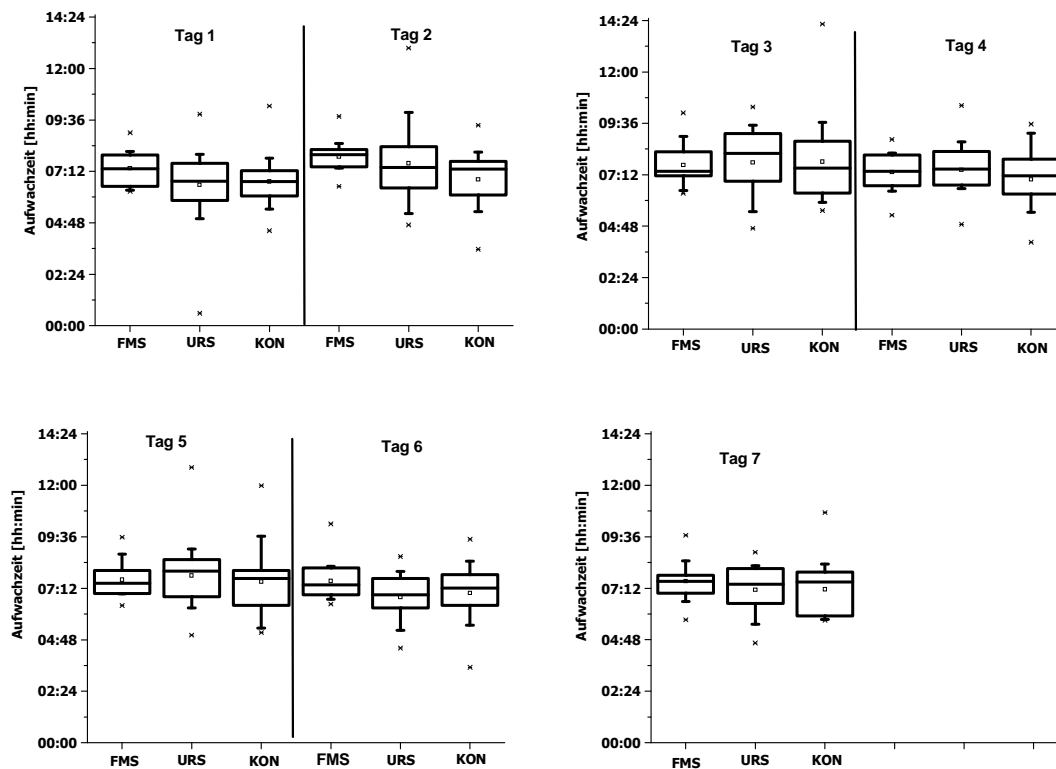 Aufwachzeit [hh:min]
14:24
12:00
09:36
07:12
04:48
02:24
00:00
Tag 1
Tag 2
FMS URS KON FMS URS KON
Aufwachzeit [hh:min]
14:24
12:00
09:36
07:12
04:48
02:24
00:00
Tag 3
Tag 4
FMS URS KON FMS URS KON
Aufwachzeit [hh:min]
14:24
12:00
09:36
07:12
04:48
02:24
00:00
Tag 5
Tag 6
FMS URS KON FMS URS KON
Aufwachzeit [hh:min]
14:24
12:00
09:36
07:12
04:48
02:24
00:00
Tag 7
FMS URS KON